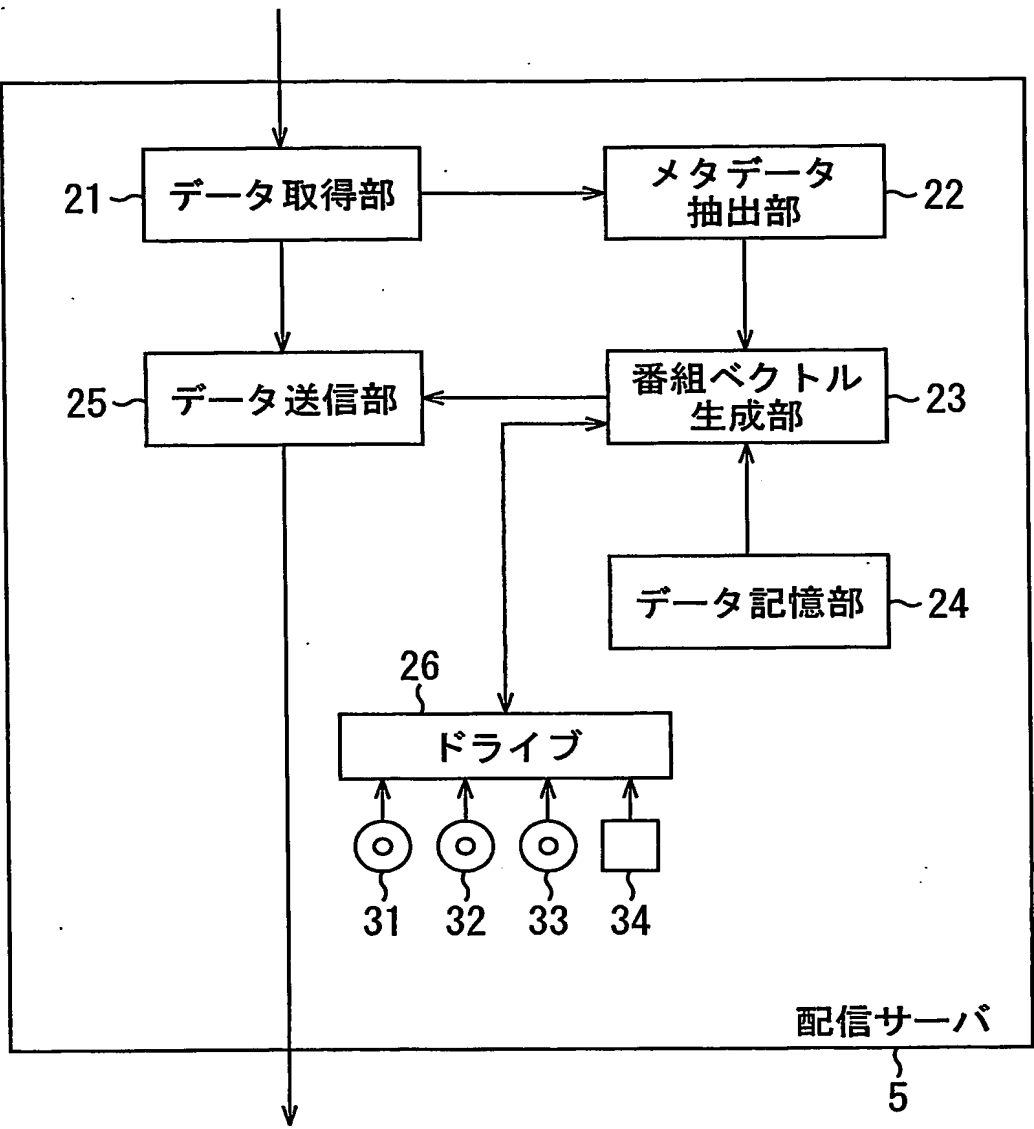 21
データ取得部
メタデータ
抽出部
22
25
データ送信部
番組ベクトル
生成部
23
データ記憶部
24
26
ドライブ
31
32
33
34
配信サーバ
5